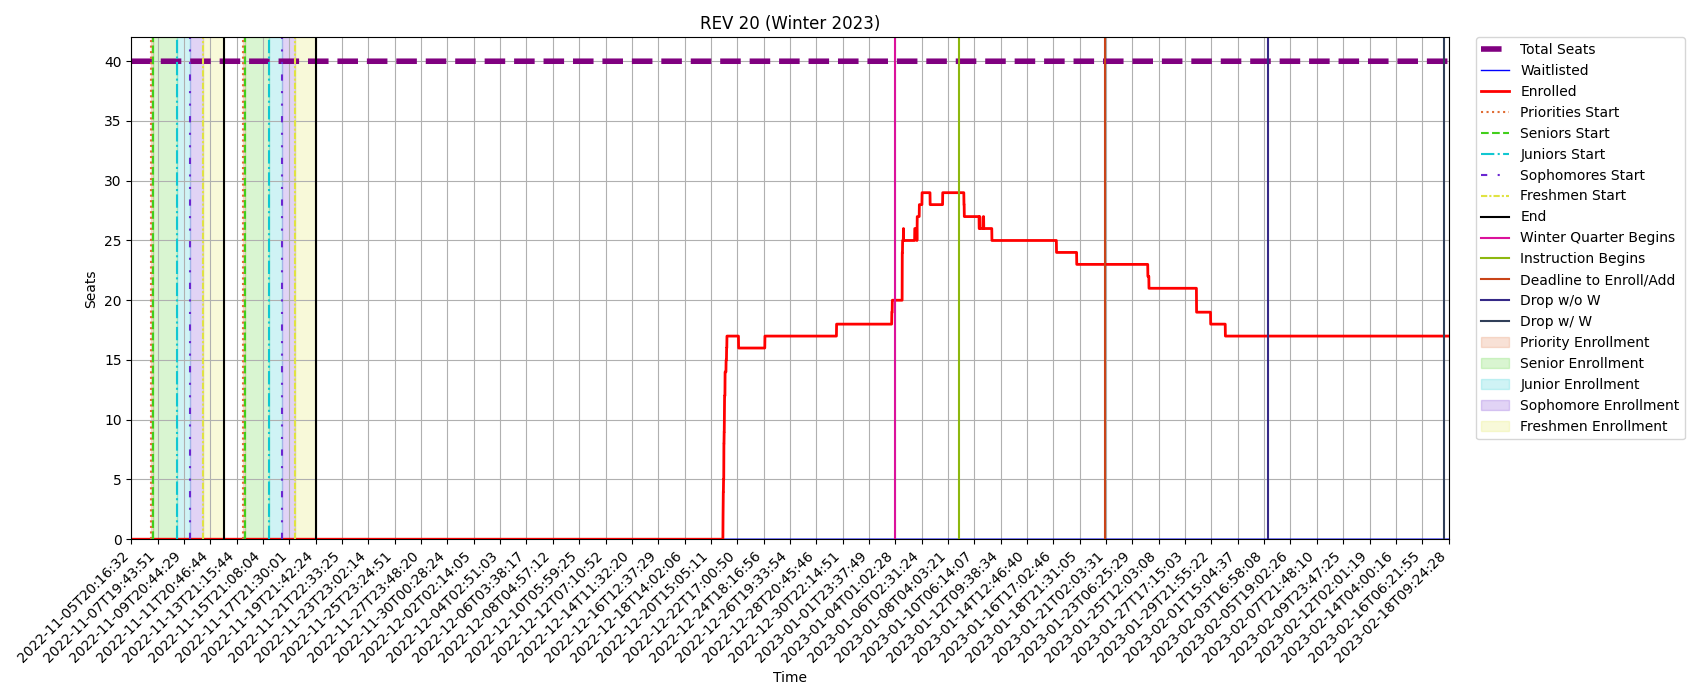 REV 20 (Winter 2023)
Seats
40
35
30
25
20
15
10
5
0
2022-11-05T20:16:32
2022-11-07T19:43:51
2022-11-09T20:44:29
2022-11-11T20:46:44
2022-11-13T21:15:44
2022-11-15T21:08:04
2022-11-17T21:30:01
2022-11-19T21:42:24
2022-11-21T22:33:25
2022-11-23T23:02:14
2022-11-25T23:24:51
2022-11-27T23:48:20
2022-11-30T00:28:24
2022-12-02T02:14:05
2022-12-04T02:51:03
2022-12-06T03:38:17
2022-12-08T04:57:12
2022-12-10T05:59:25
2022-12-12T07:10:52
2022-12-14T11:32:20
2022-12-16T12:37:29
2022-12-18T14:02:06
2022-12-20T15:05:11
2022-12-22T17:00:50
2022-12-24T18:16:56
2022-12-26T19:33:54
2022-12-28T20:45:46
2022-12-30T22:14:51
2023-01-01T23:37:49
2023-01-04T01:02:28
2023-01-06T02:31:24
2023-01-08T04:03:21
2023-01-10T06:14:07
2023-01-12T09:38:34
2023-01-14T12:46:40
2023-01-16T17:02:46
2023-01-18T21:31:05
2023-01-21T02:03:31
2023-01-23T06:25:29
2023-01-25T12:03:08
2023-01-27T17:15:03
2023-01-29T21:55:22
2023-02-01T15:04:37
2023-02-03T16:58:08
2023-02-05T19:02:26
2023-02-07T21:48:10
2023-02-09T23:47:25
2023-02-12T02:01:19
2023-02-14T04:00:16
2023-02-16T06:21:55
2023-02-18T09:24:28
Time
Total Seats
Waitlisted
Enrolled
Priorities Start
Seniors Start
Juniors Start
Sophomores Start
Freshmen Start
End
Winter Quarter Begins
Instruction Begins
Deadline to Enroll/Add
Drop w/o W
Drop w/ W
Priority Enrollment
Senior Enrollment
Junior Enrollment
Sophomore Enrollment
Freshmen Enrollment